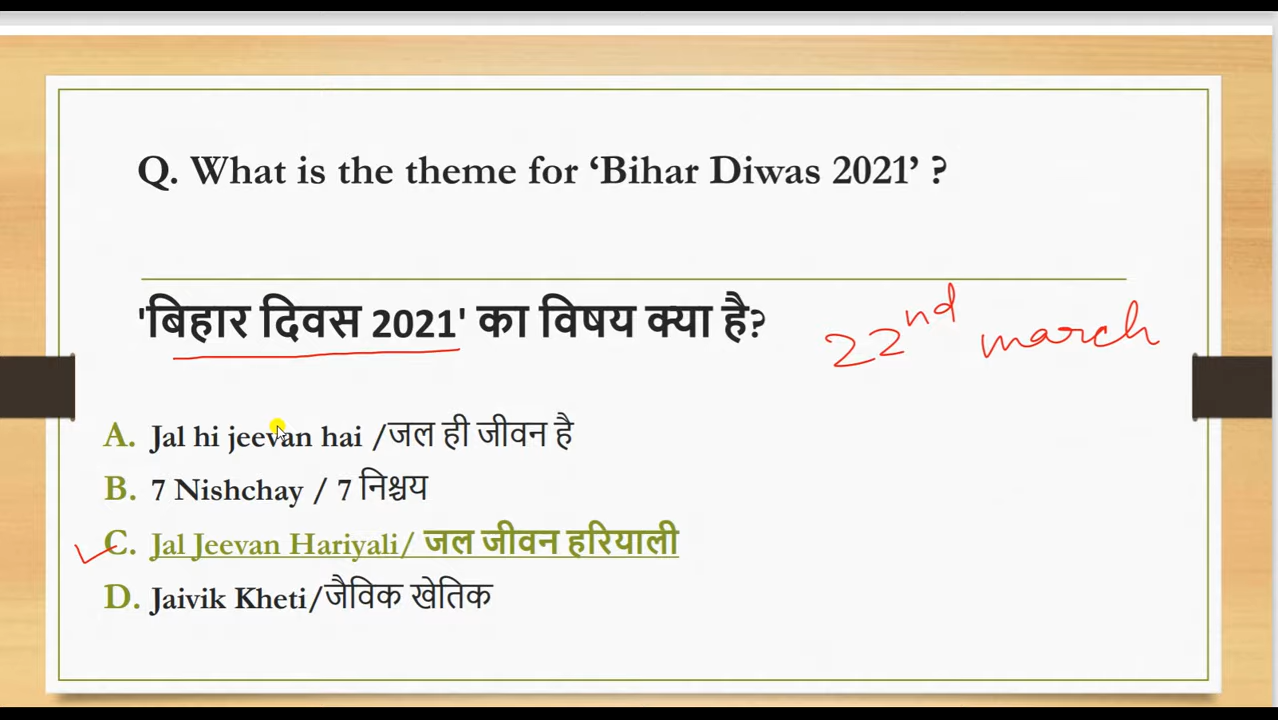 Q. What is the theme for ‘Bihar Diwas 2021’ ?
'बिहार दिवस 2021' का विषय क्या है?
22nd march
A. Jal hi jeevan hai /जल ही जीवन है
B. 7 Nishchay / 7 निश्चय
C. Jal Jeevan Hariyali/ जल जीवन हरियाली
D. Jaivik Kheti/जैविक खेतिक